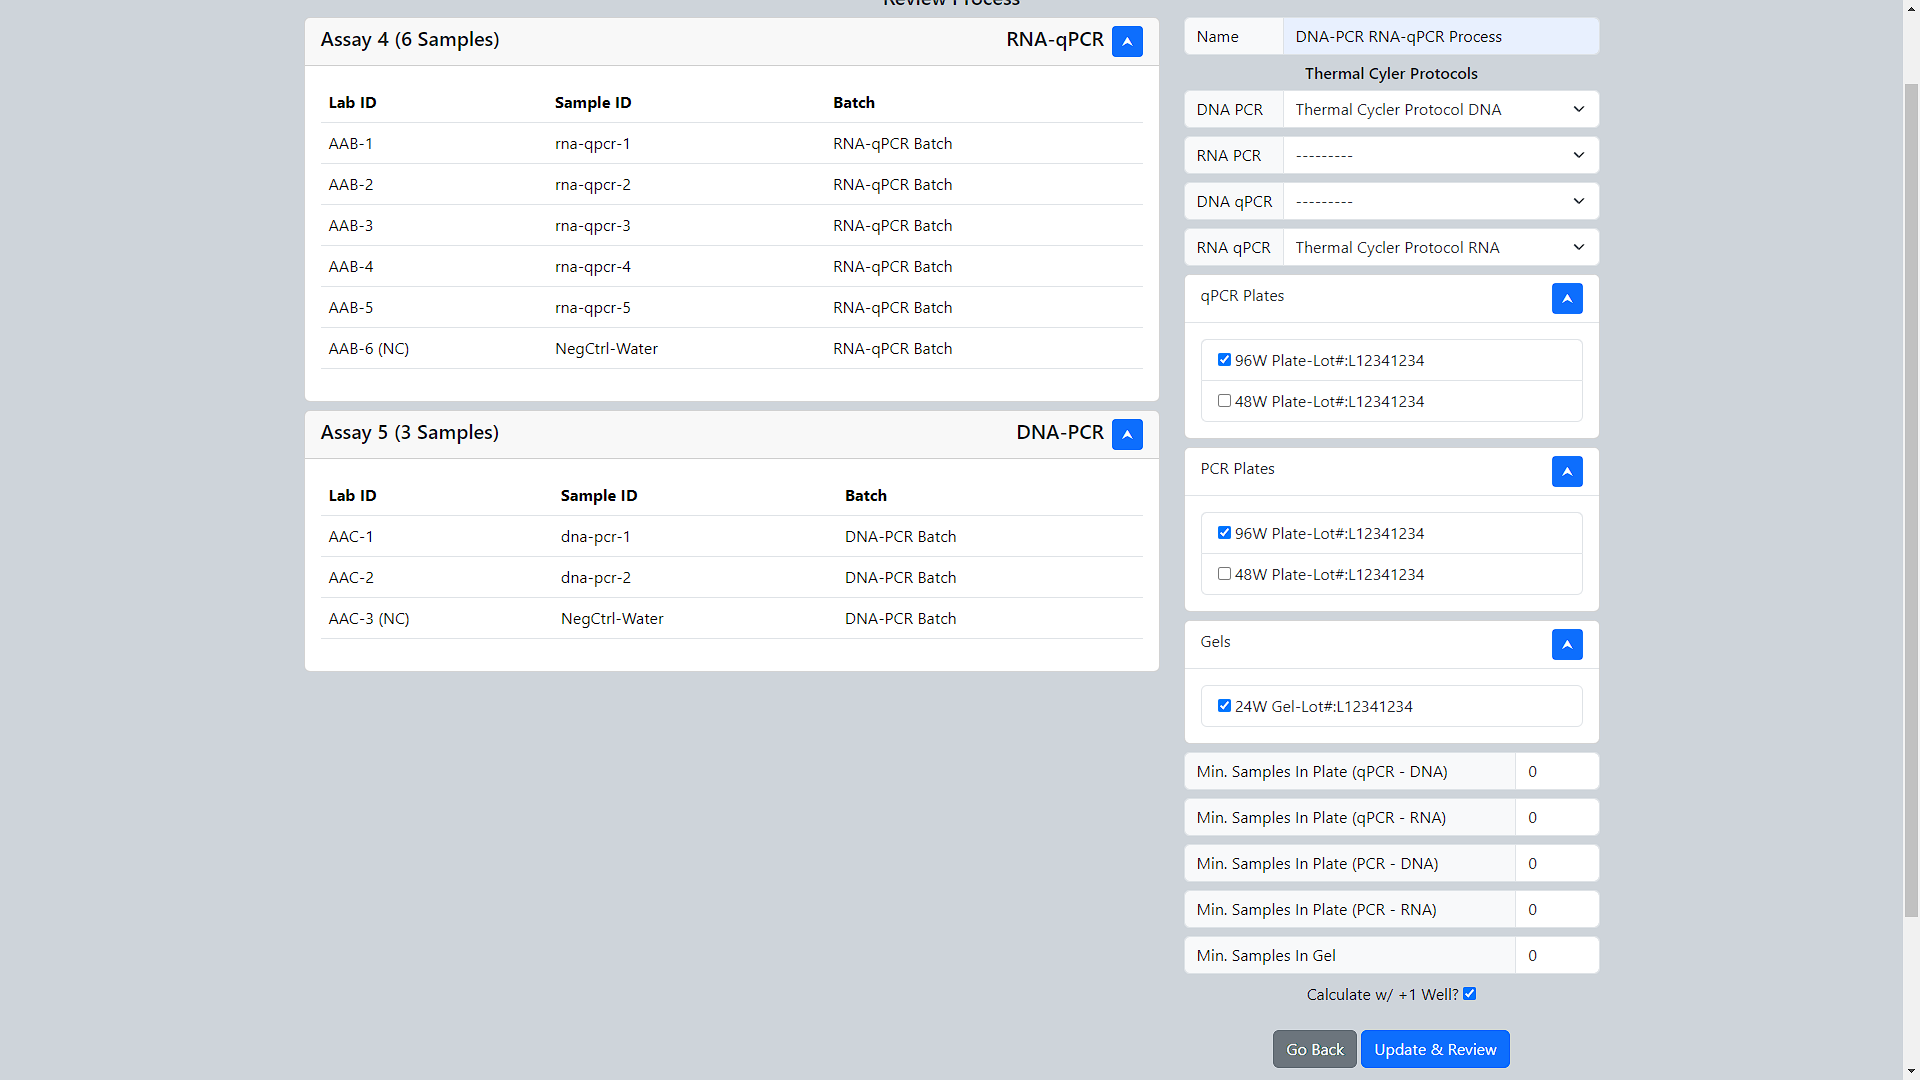 Review Process
Assay 4 (6 Samples) RNA-qPCR
Lab ID Sample ID Batch
AAB-1 rna-qpcr-1 RNA-qPCR Batch
AAB-2 rna-qpcr-2 RNA-qPCR Batch
AAB-3 rna-qpcr-3 RNA-qPCR Batch
AAB-4 rna-qpcr-4 RNA-qPCR Batch
AAB-5 rna-qpcr-5 RNA-qPCR Batch
AAB-6 (NC) NegCtrl-Water RNA-qPCR Batch
Assay 5 (3 Samples) DNA-PCR
Lab ID Sample ID Batch
AAC-1 dna-pcr-1 DNA-PCR Batch
AAC-2 dna-pcr-2 DNA-PCR Batch
AAC-3 (NC) NegCtrl-Water DNA-PCR Batch
Name DNA-PCR RNA-qPCR Process
Thermal Cyler Protocols
DNA PCR Thermal Cycler Protocol DNA
RNA PCR ---------
DNA qPCR ---------
RNA qPCR Thermal Cycler Protocol RNA
qPCR Plates
96W Plate-Lot#:L12341234
48W Plate-Lot#:L12341234
PCR Plates
96W Plate-Lot#:L12341234
48W Plate-Lot#:L12341234
Gels
24W Gel-Lot#:L12341234
Min. Samples In Plate (qPCR - DNA) 0
Min. Samples In Plate (qPCR - RNA) 0
Min. Samples In Plate (PCR - DNA) 0
Min. Samples In Plate (PCR - RNA) 0
Min. Samples In Gel 0
Calculate w/ +1 Well?
Go Back Update & Review